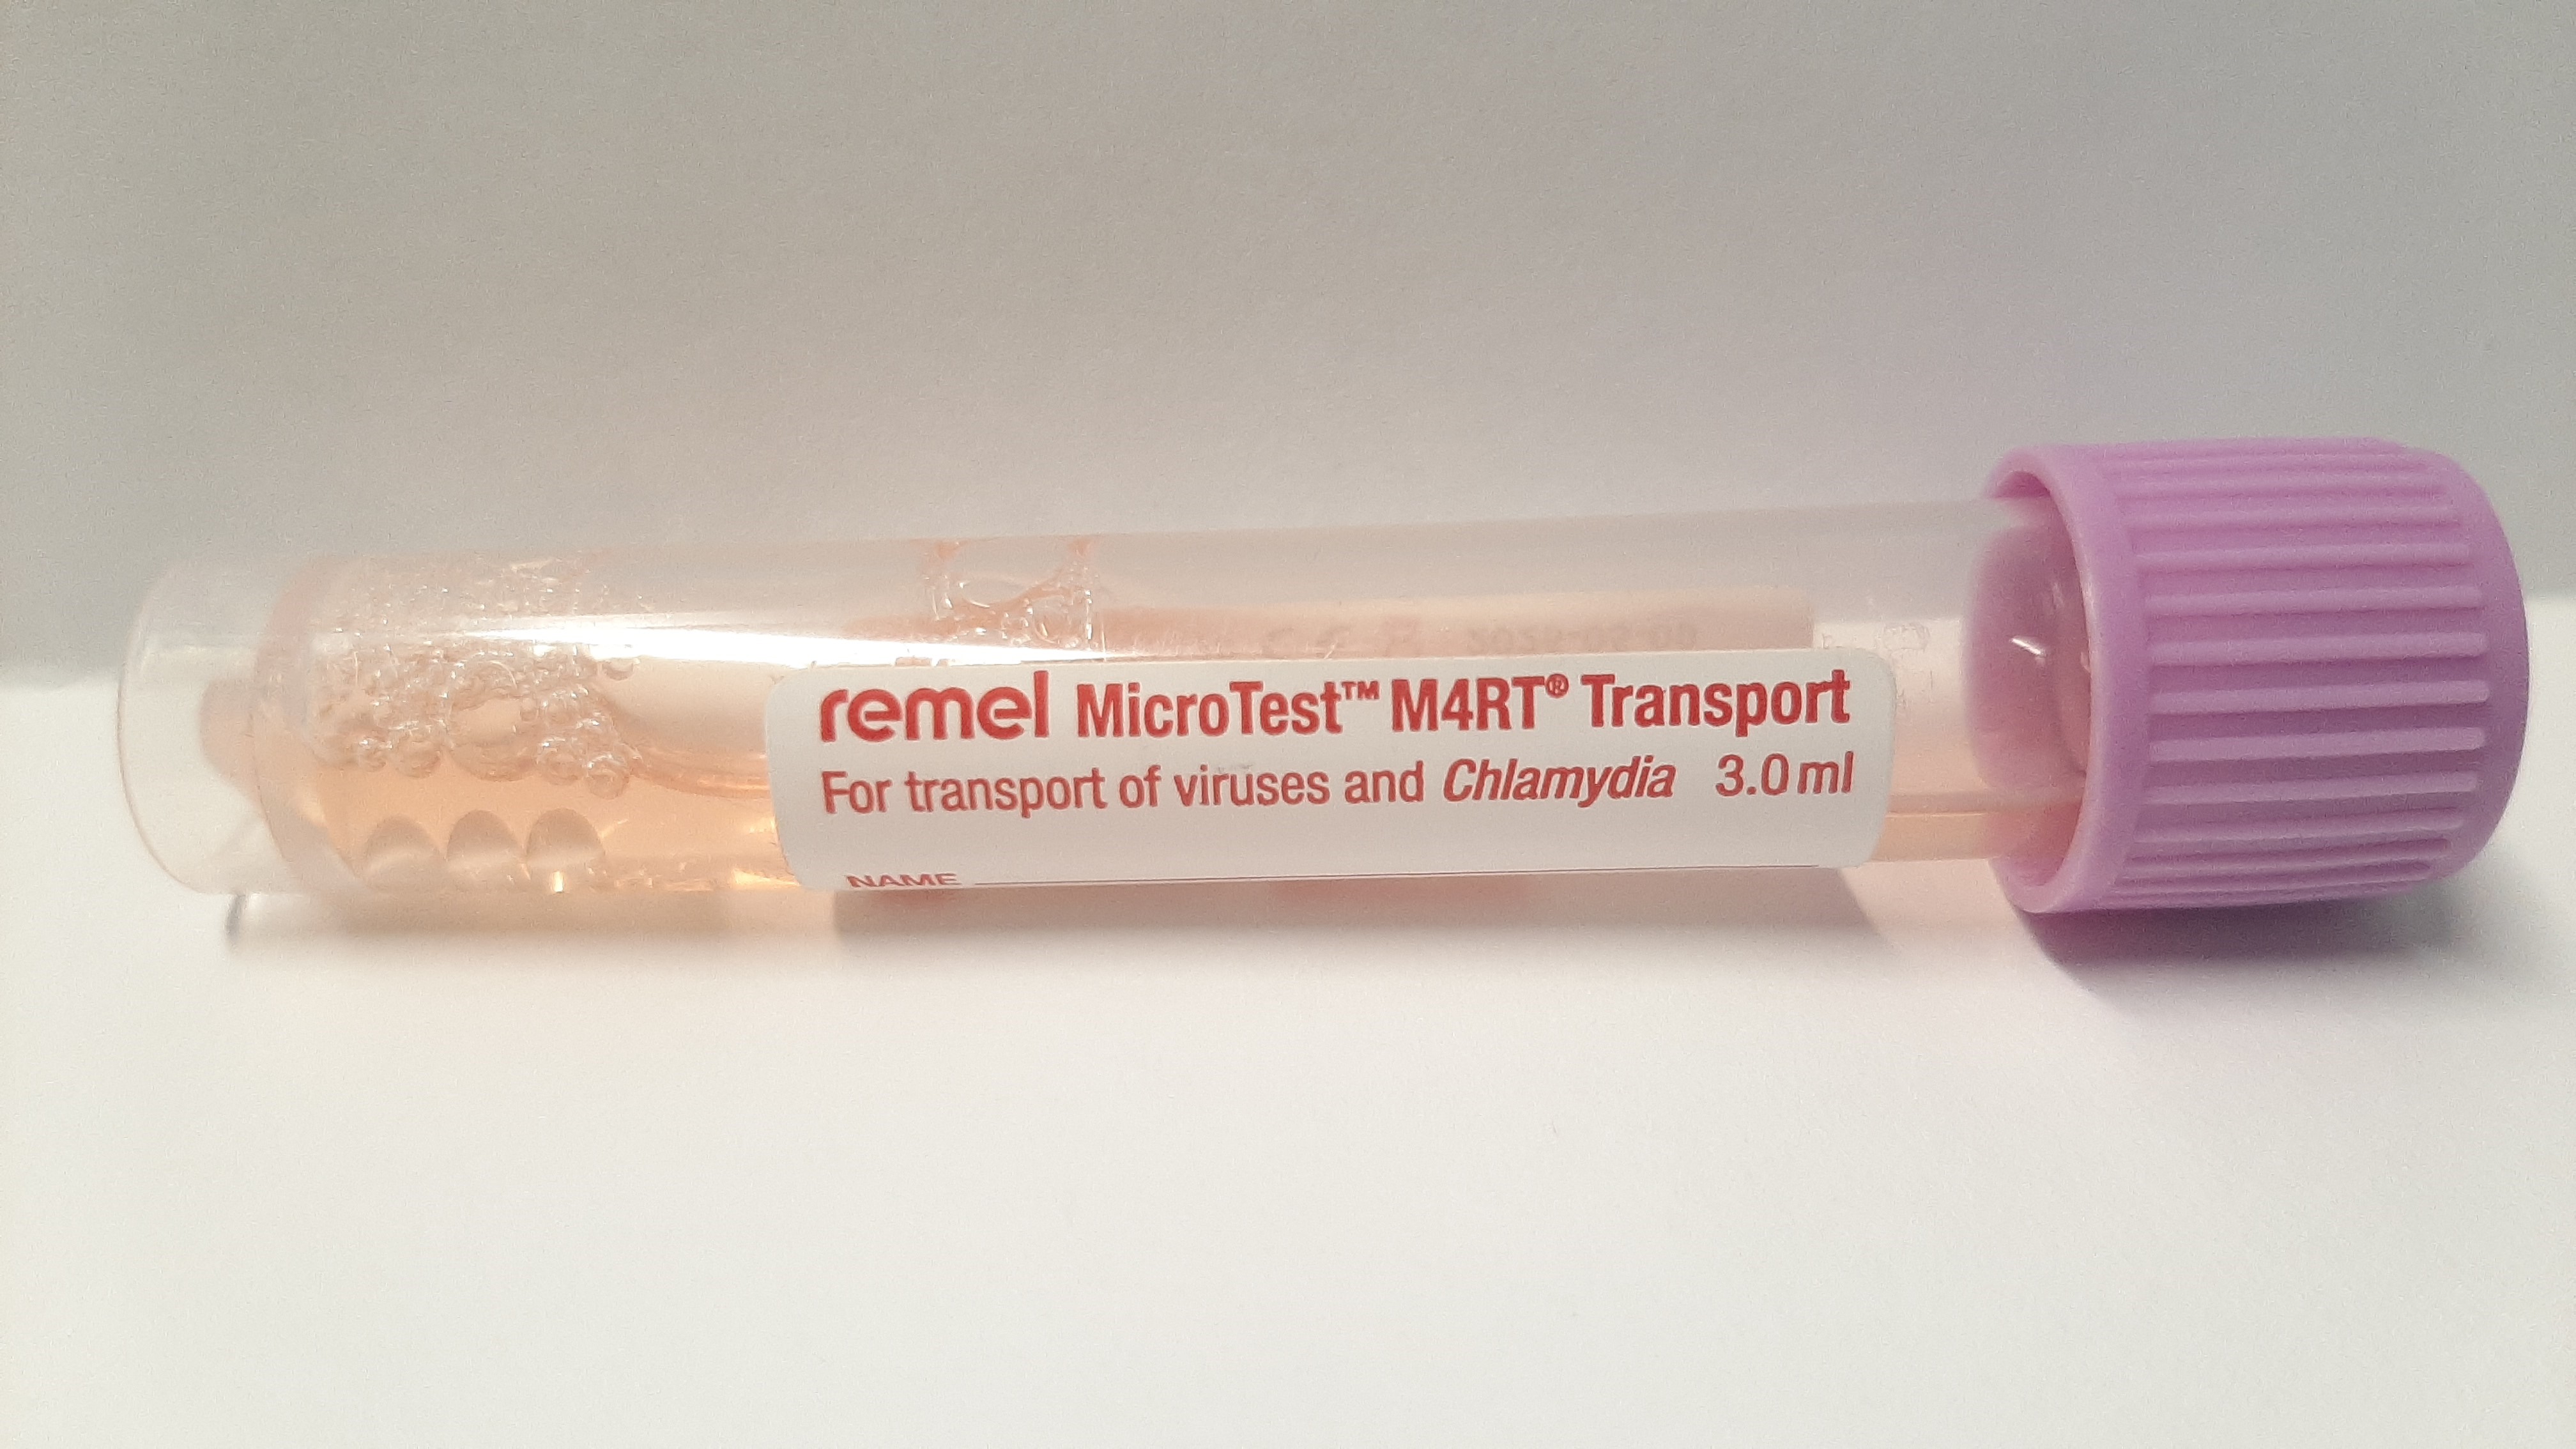 remel MicroTest™ M4RT® Transport
For transport of viruses and Chlamydia 3.0 ml
NAME